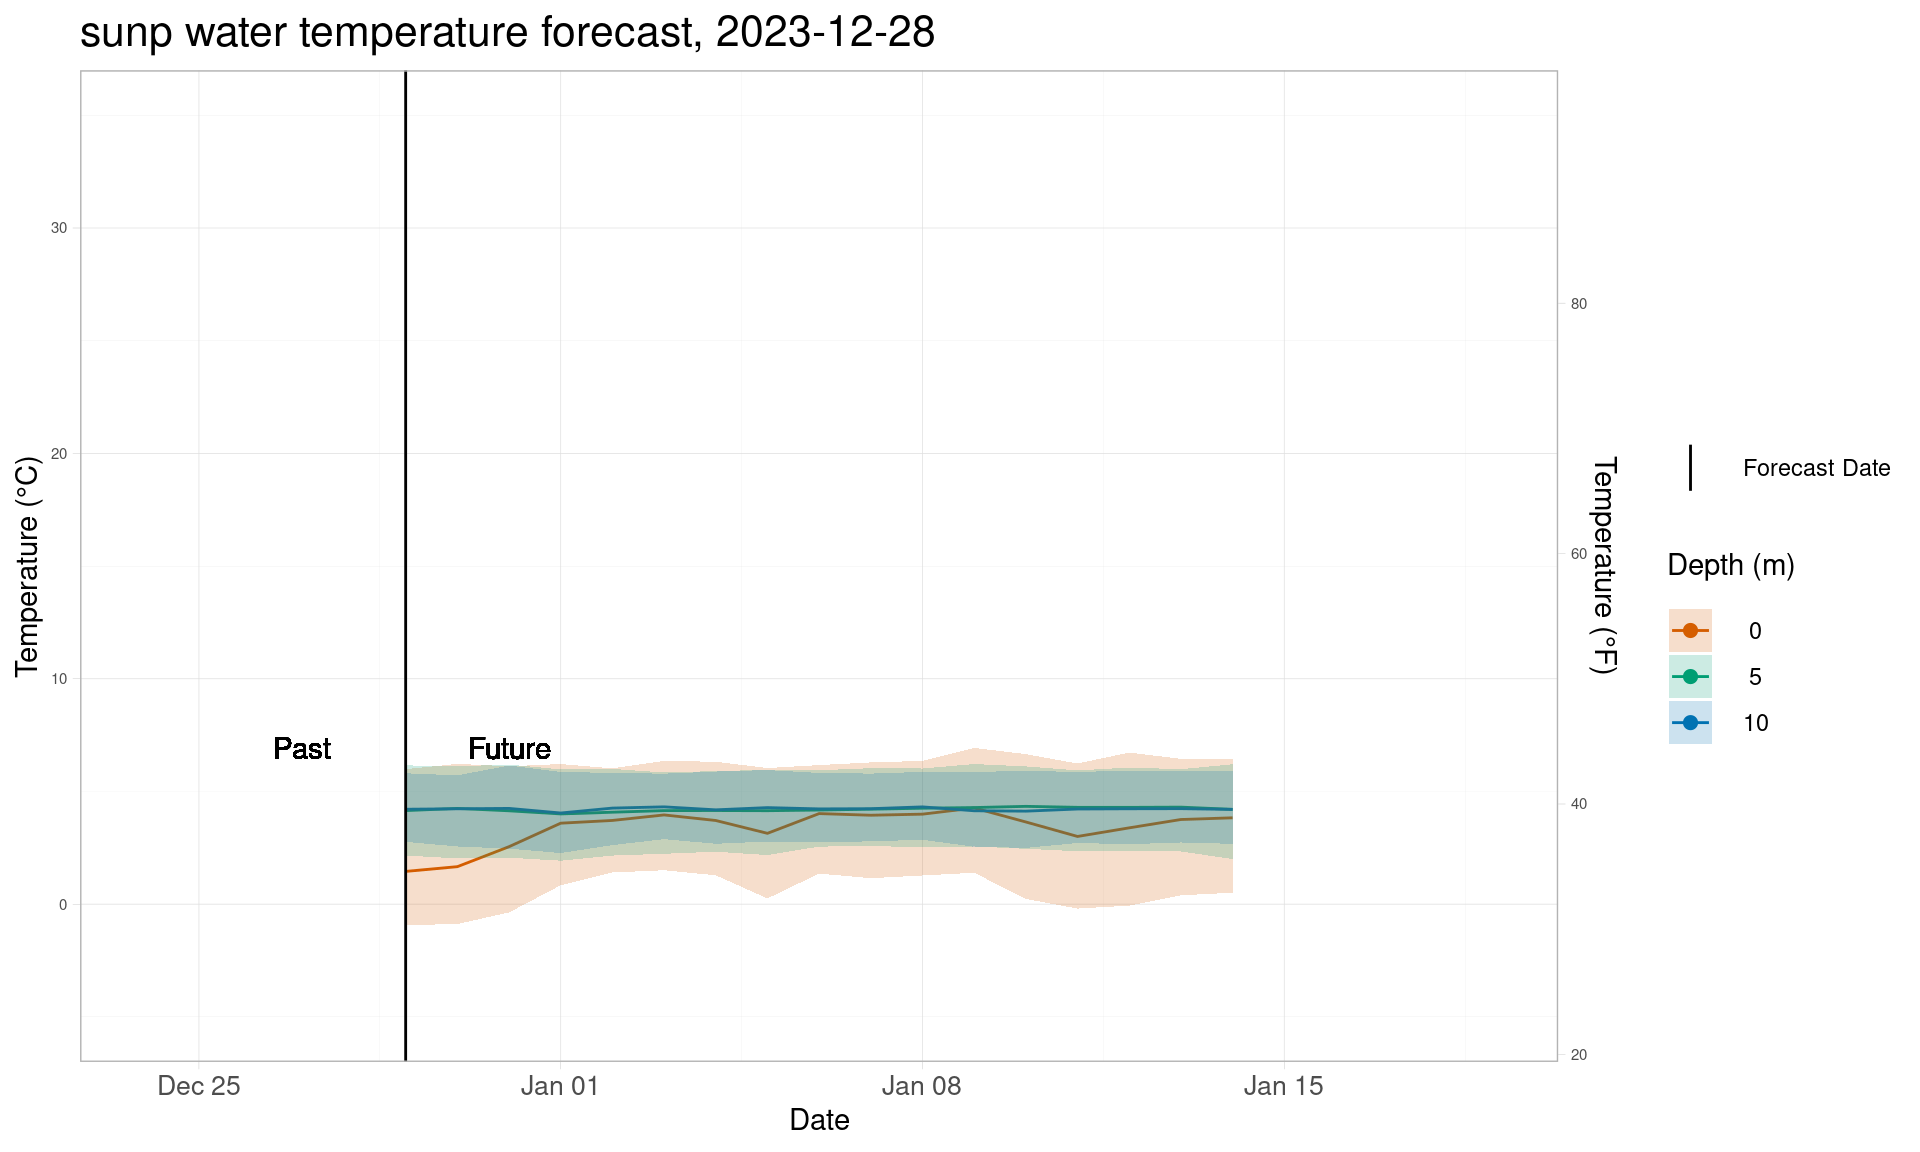 sunp water temperature forecast, 2023-12-28
Temperature (°C)
30
20
10
0
Past
Future
80
60
40
20
Temperature (°F)
Dec 25
Jan 01
Jan 08
Jan 15
Date
Forecast Date
Depth (m)
0
5
10